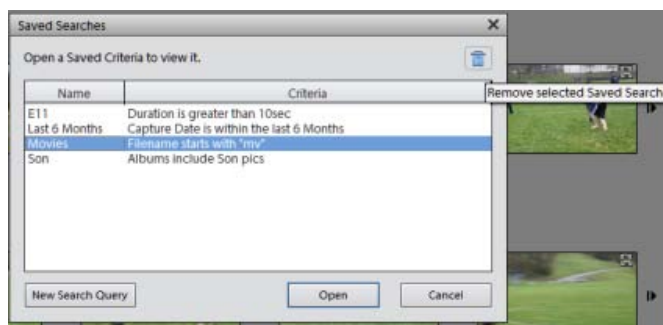 Saved Searches
Open a Saved Criteria to view it.
Name Criteria
Remove selected Saved Search
E11 Duration is greater than 10sec
Last 6 Months Capture Date is within the last 6 Months
Movies Filename starts with "mv"
Son Albums include Son pics
New Search Query Open Cancel